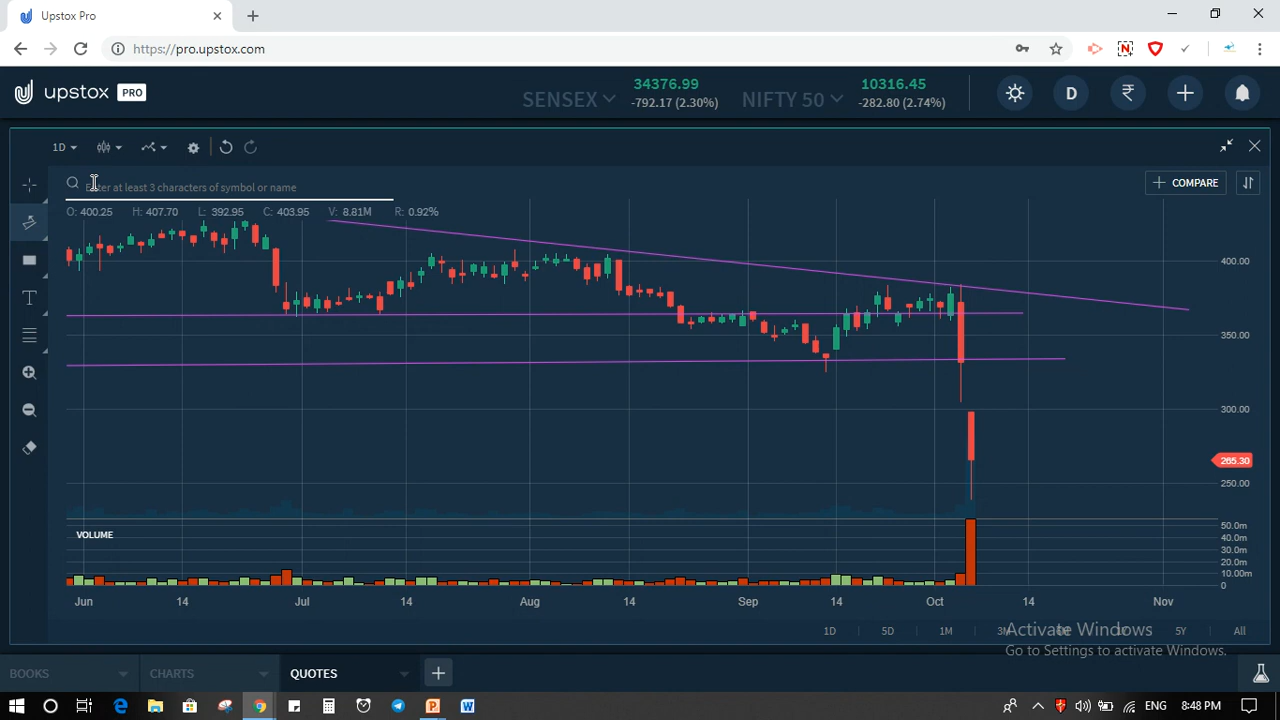 Upstox Pro
https://pro.upstox.com
upstox PRO
SENSEX 34376.99 -792.17 (2.30%)
NIFTY 50 10316.45 -282.80 (2.74%)
D
1D
Enter at least 3 characters of symbol or name
COMPARE
O: 400.25 H: 407.70 L: 392.95 C: 403.95 V: 8.81M R: 0.92%
T
400.00
350.00
300.00
265.30
250.00
VOLUME
50.0m
40.0m
30.0m
20.0m
10.00m
0
Jun 14 Jul 14 Aug 14 Sep 14 Oct 14 Nov
1D 5D 1M 3M 5Y All
Activate Windows
Go to Settings to activate Windows.
BOOKS CHARTS QUOTES
ENG 8:48 PM